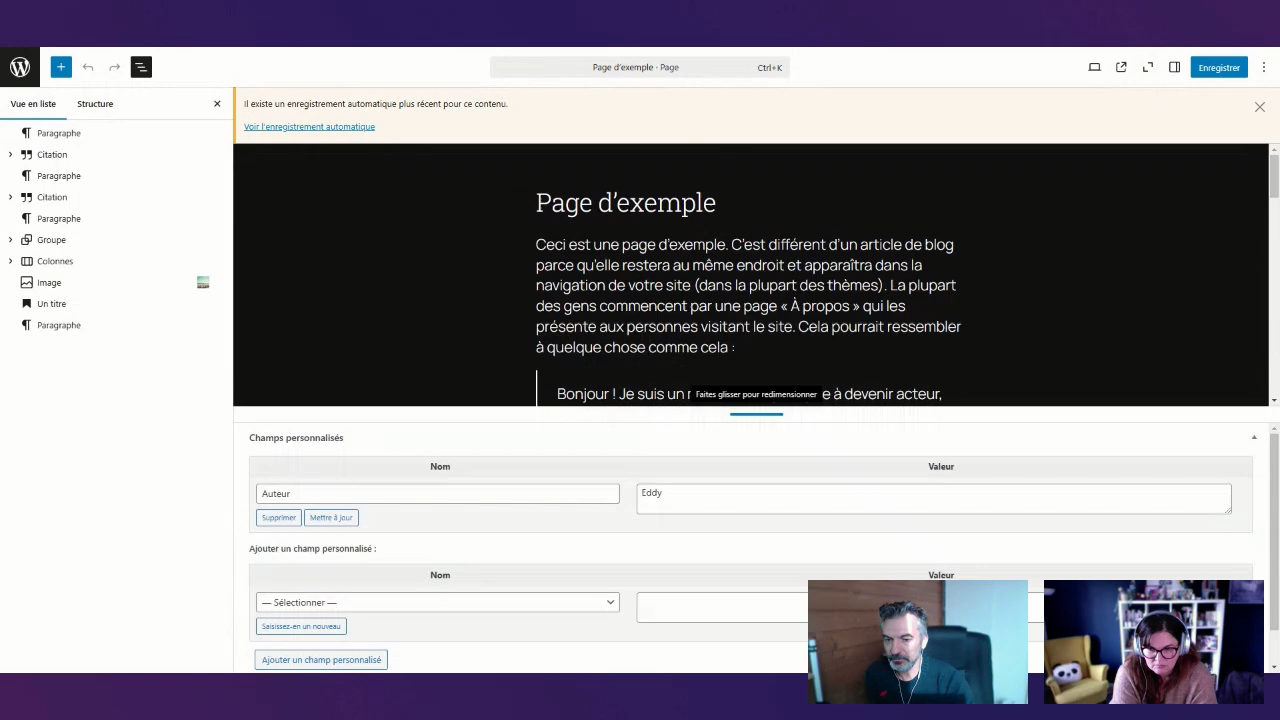 Page d'exemple · Page
Ctrl+K
Enregistrer
Vue en liste
Structure
Il existe un enregistrement automatique plus récent pour ce contenu.
Voir l'enregistrement automatique
Paragraphe
Citation
Paragraphe
Citation
Paragraphe
Groupe
Colonnes
Image
Un titre
Paragraphe
Page d'exemple
Ceci est une page d'exemple. C'est différent d'un article de blog
parce qu'elle restera au même endroit et apparaîtra dans la
navigation de votre site (dans la plupart des thèmes). La plupart
des gens commencent par une page « À propos » qui les
présente aux personnes visitant le site. Cela pourrait ressembler
à quelque chose comme cela :
Bonjour ! Je suis un
e à devenir acteur,
Faites glisser pour redimensionner
Champs personnalisés
Nom
Valeur
Auteur
Eddy
Supprimer
Mettre à jour
Ajouter un champ personnalisé :
Nom
Valeur
— Sélectionner —
Saisissez-en un nouveau
Ajouter un champ personnalisé